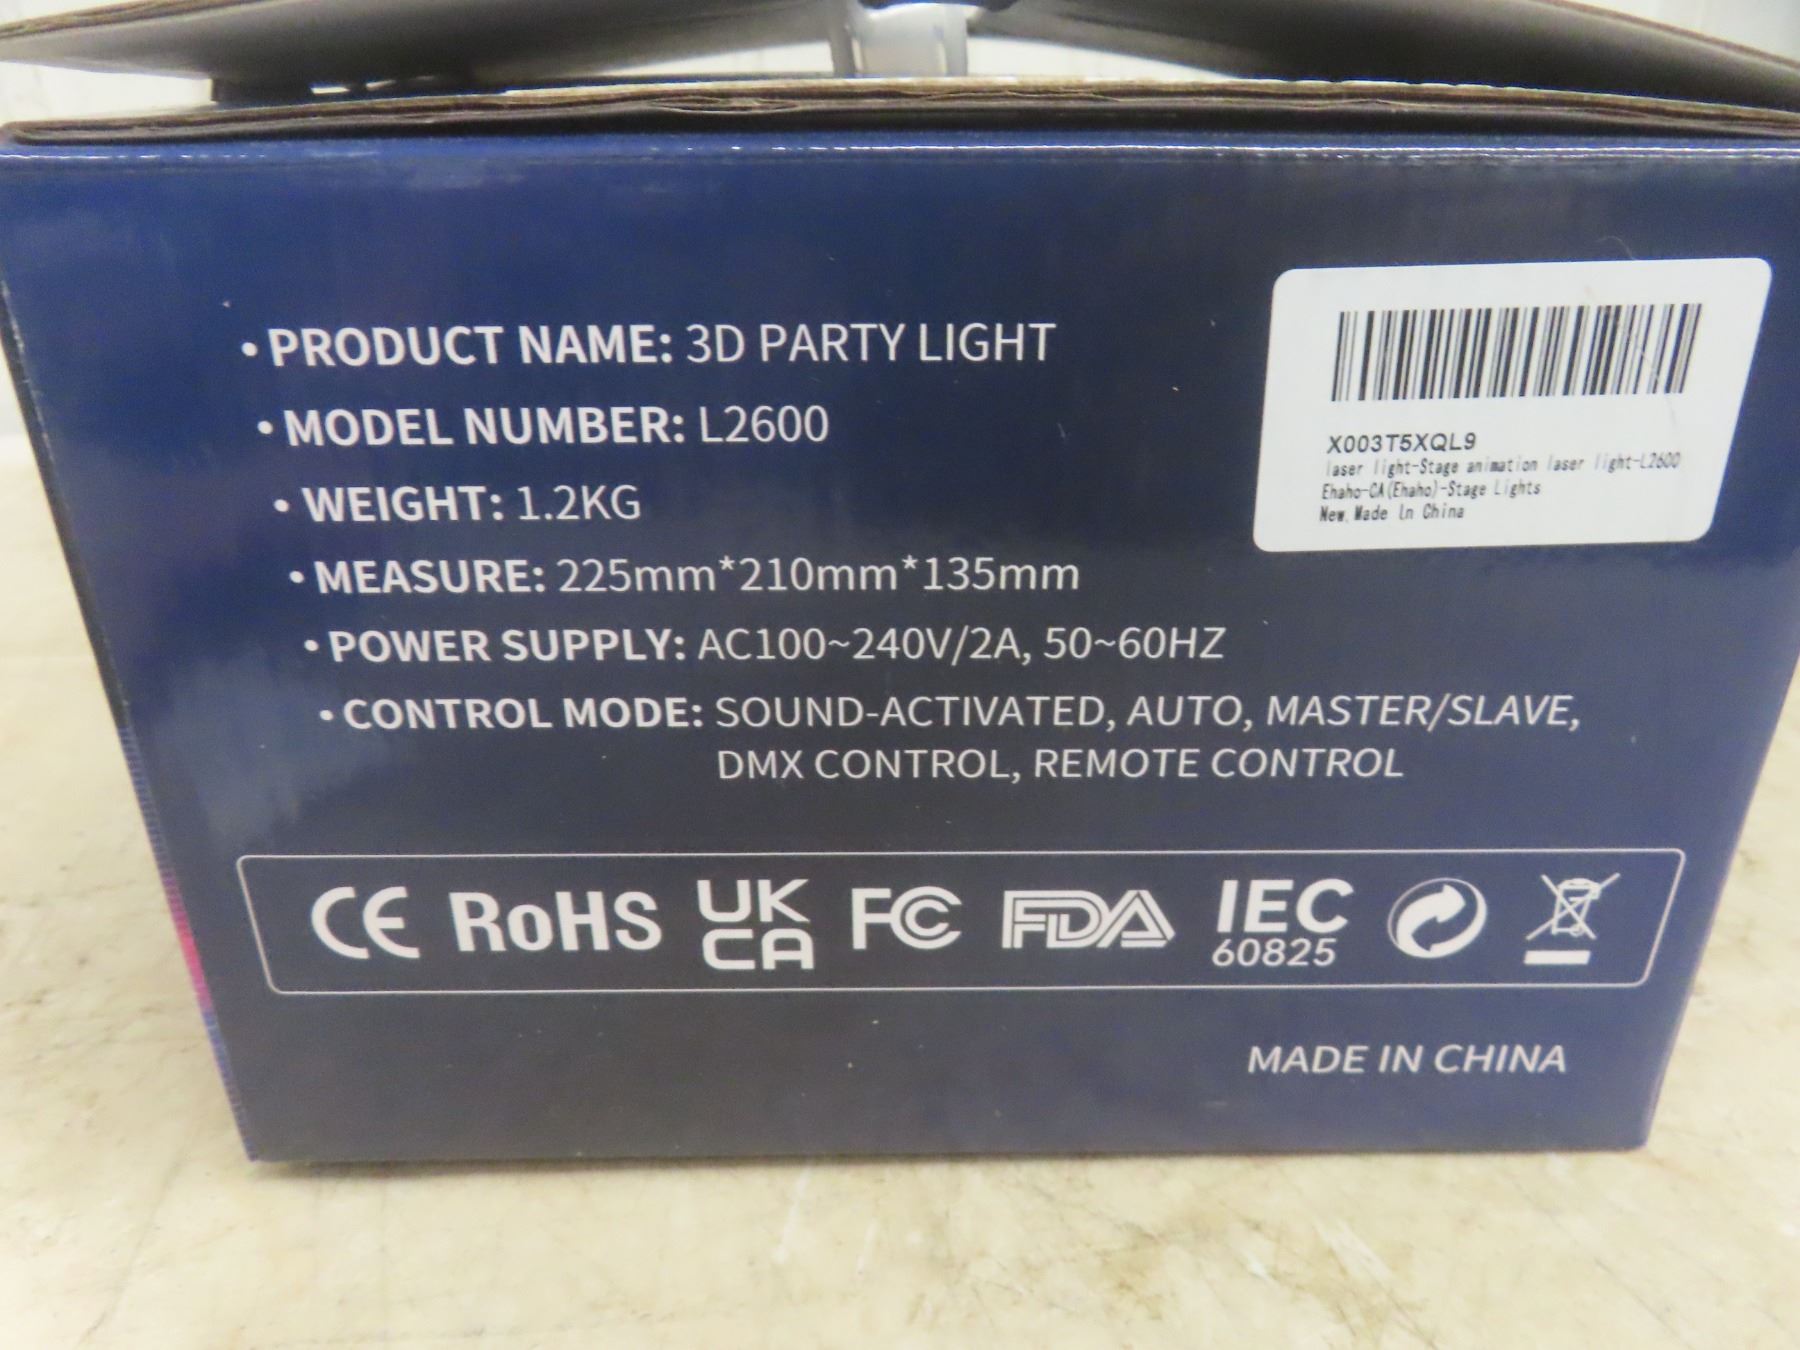 • PRODUCT NAME: 3D PARTY LIGHT
• MODEL NUMBER: L2600
• WEIGHT: 1.2KG
• MEASURE: 225mm*210mm*135mm
• POWER SUPPLY: AC100~240V/2A, 50~60HZ
• CONTROL MODE: SOUND-ACTIVATED, AUTO, MASTER/SLAVE,
DMX CONTROL, REMOTE CONTROL
X003T5XQL9
laser light-Stage animation laser light-L2600
Ehaho-CA(Ehaho)-Stage Lights
New,Made ln China
CE RoHS UK CA FC FDA IEC 60825
MADE IN CHINA